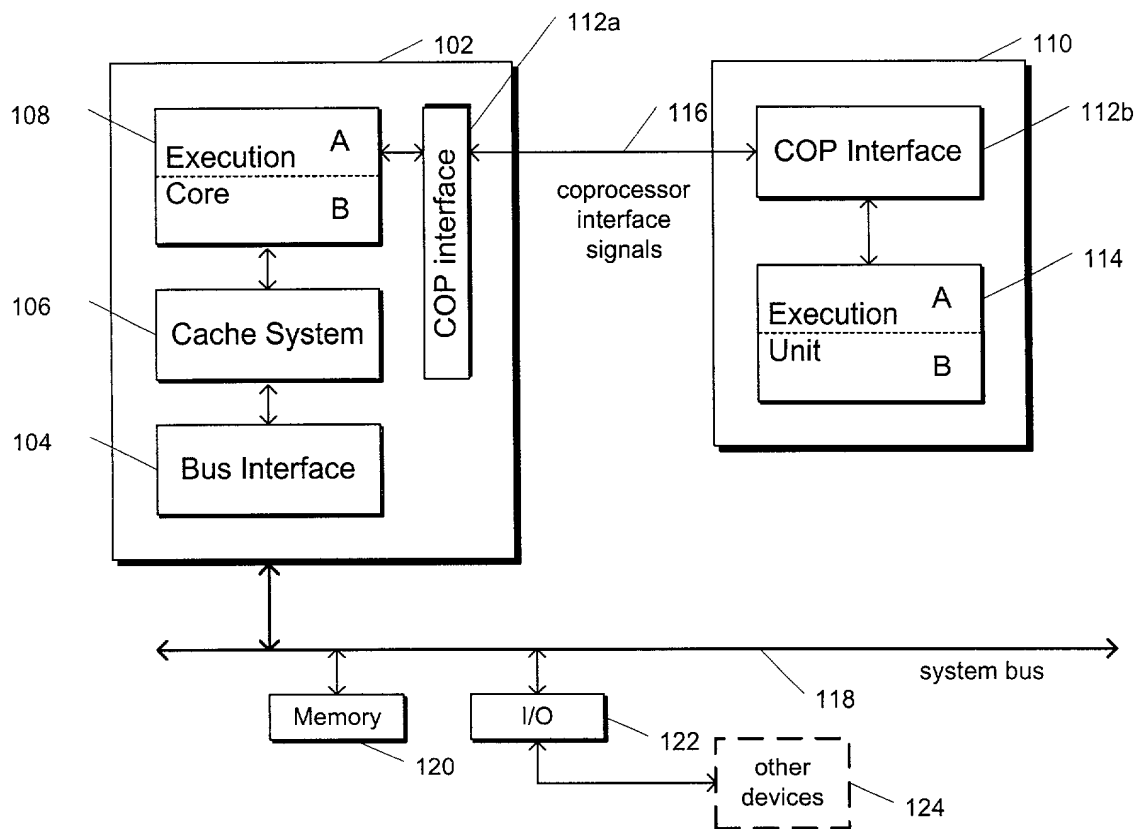 112a
102
110
108
Execution
Core
A
B
COP interface
116
coprocessor
interface
signals
COP Interface
112b
106
Cache System
Execution
Unit
A
B
114
104
Bus Interface
system bus
118
Memory
120
I/O
122
other
devices
124